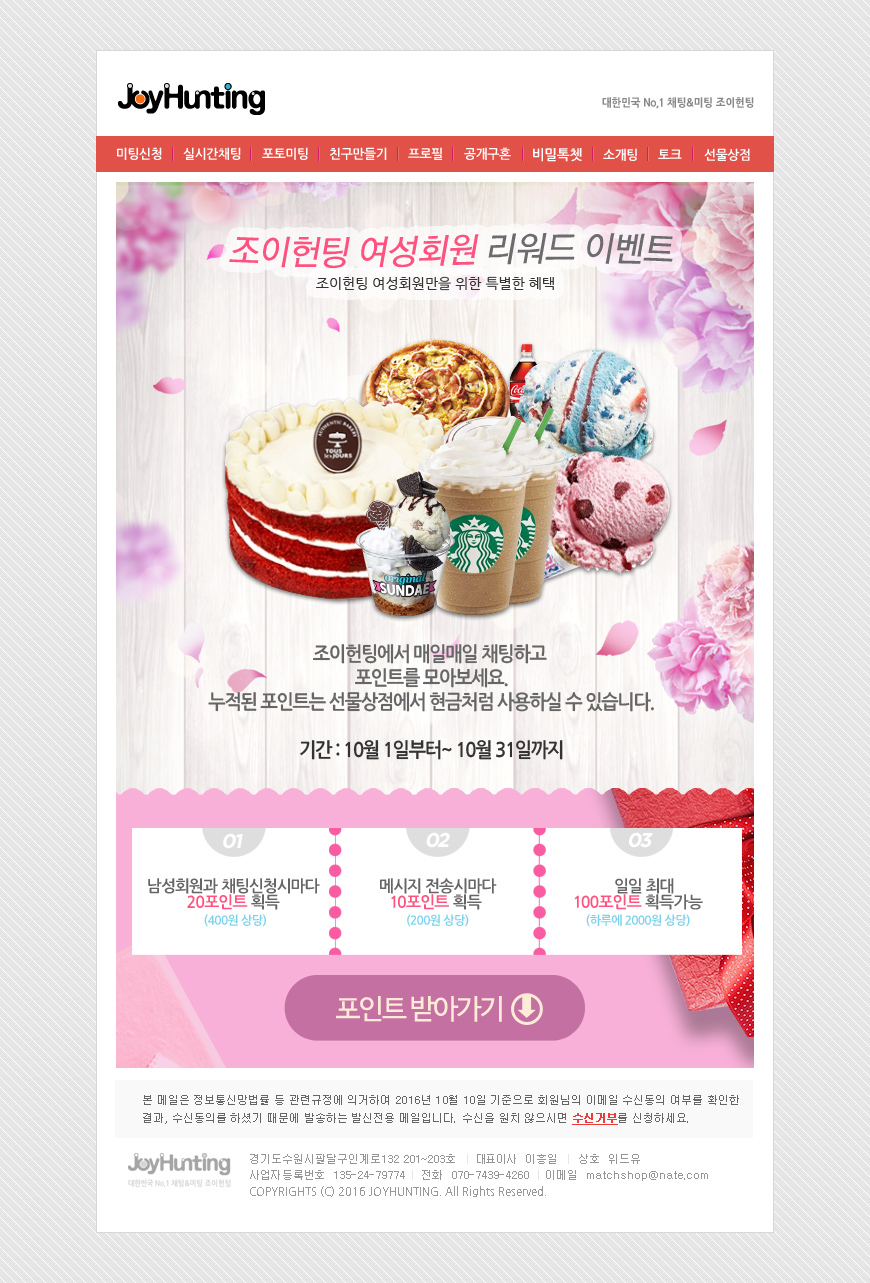 JoyHunting
대한민국 No,1 채팅&미팅 조이헌팅
미팅신청 실시간채팅 포토미팅 친구만들기 프로필 공개구혼 비밀톡쳇 소개팅 토크 선물상점
조이헌팅 여성회원 리워드 이벤트
조이헌팅 여성회원만을 위한 특별한 혜택
AUTHENTIC BAKERY
TOUS les JOURS
original
SUNDAE
조이헌팅에서 매일매일 채팅하고
포인트를 모아보세요.
누적된 포인트는 선물상점에서 현금처럼 사용하실 수 있습니다.
기간 : 10월 1일부터~ 10월 31일까지
01
남성회원과 채팅신청시마다
20포인트 획득
(400원 상당)
02
메시지 전송시마다
10포인트 획득
(200원 상당)
03
일일 최대
100포인트 획득가능
(하루에 2000원 상당)
포인트 받아가기
본 메일은 정보통신망법률 등 관련규정에 의거하여 2016년 10월 10일 기준으로 회원님의 이메일 수신동의 여부를 확인한
결과, 수신동의를 하셨기 때문에 발송하는 발신전용 메일입니다. 수신을 원치 않으시면 수신거부를 신청하세요.
JoyHunting
대한민국 No,1 채팅&미팅 조이헌팅
경기도수원시팔달구인계로132 201~203호 | 대표이사 이홍일 | 상호 위드유
사업자등록번호 135-24-79774 | 전화 070-7439-4260 | 이메일 matchshop@nate.com
COPYRIGHTS (C) 2016 JOYHUNTING. All Rights Reserved.